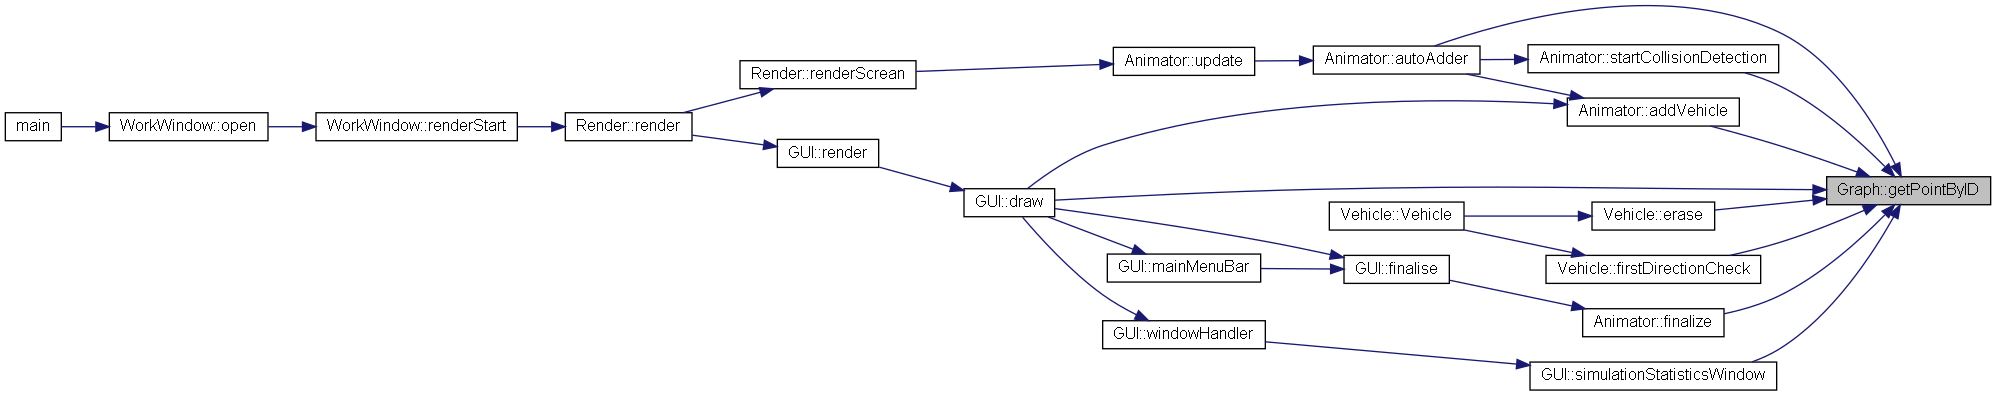 main
WorkWindow::open
WorkWindow::renderStart
Render::render
Render::renderScrean
GUI::render
Animator::update
GUI::draw
Animator::autoAdder
Animator::startCollisionDetection
Animator::addVehicle
Graph::getPointByID
Vehicle::Vehicle
Vehicle::erase
GUI::mainMenuBar
GUI::finalise
Vehicle::firstDirectionCheck
GUI::windowHandler
Animator::finalize
GUI::simulationStatisticsWindow